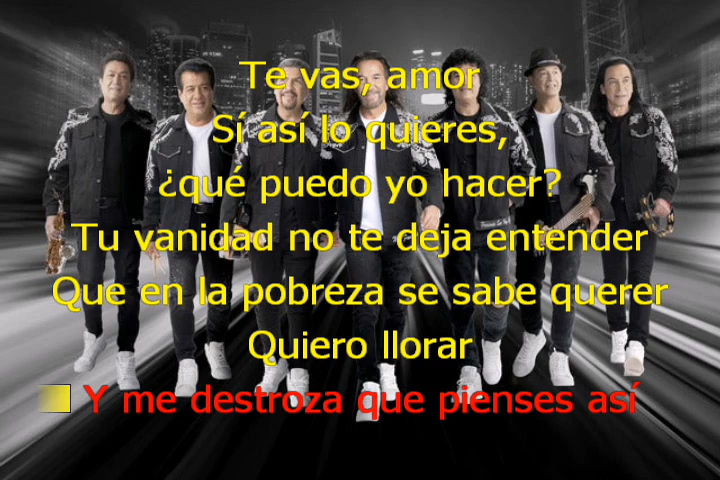 Te vas, amor
Sí así lo quieres,
¿qué puedo yo hacer?
Tu vanidad no te deja entender
Que en la pobreza se sabe querer
Quiero llorar
Y me destroza que pienses así